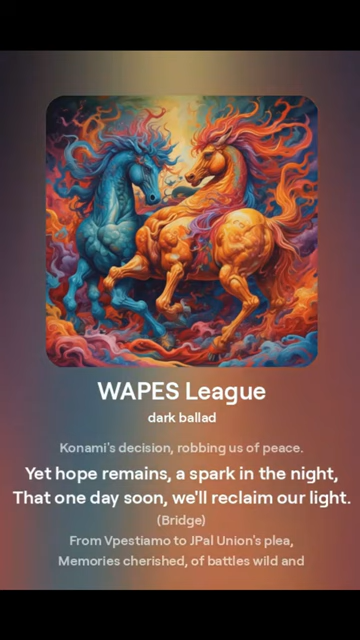 WAPES League
dark ballad
Konami's decision, robbing us of peace.
Yet hope remains, a spark in the night,
That one day soon, we'll reclaim our light.
(Bridge)
From Vpestiamo to JPal Union's plea,
Memories cherished, of battles wild and